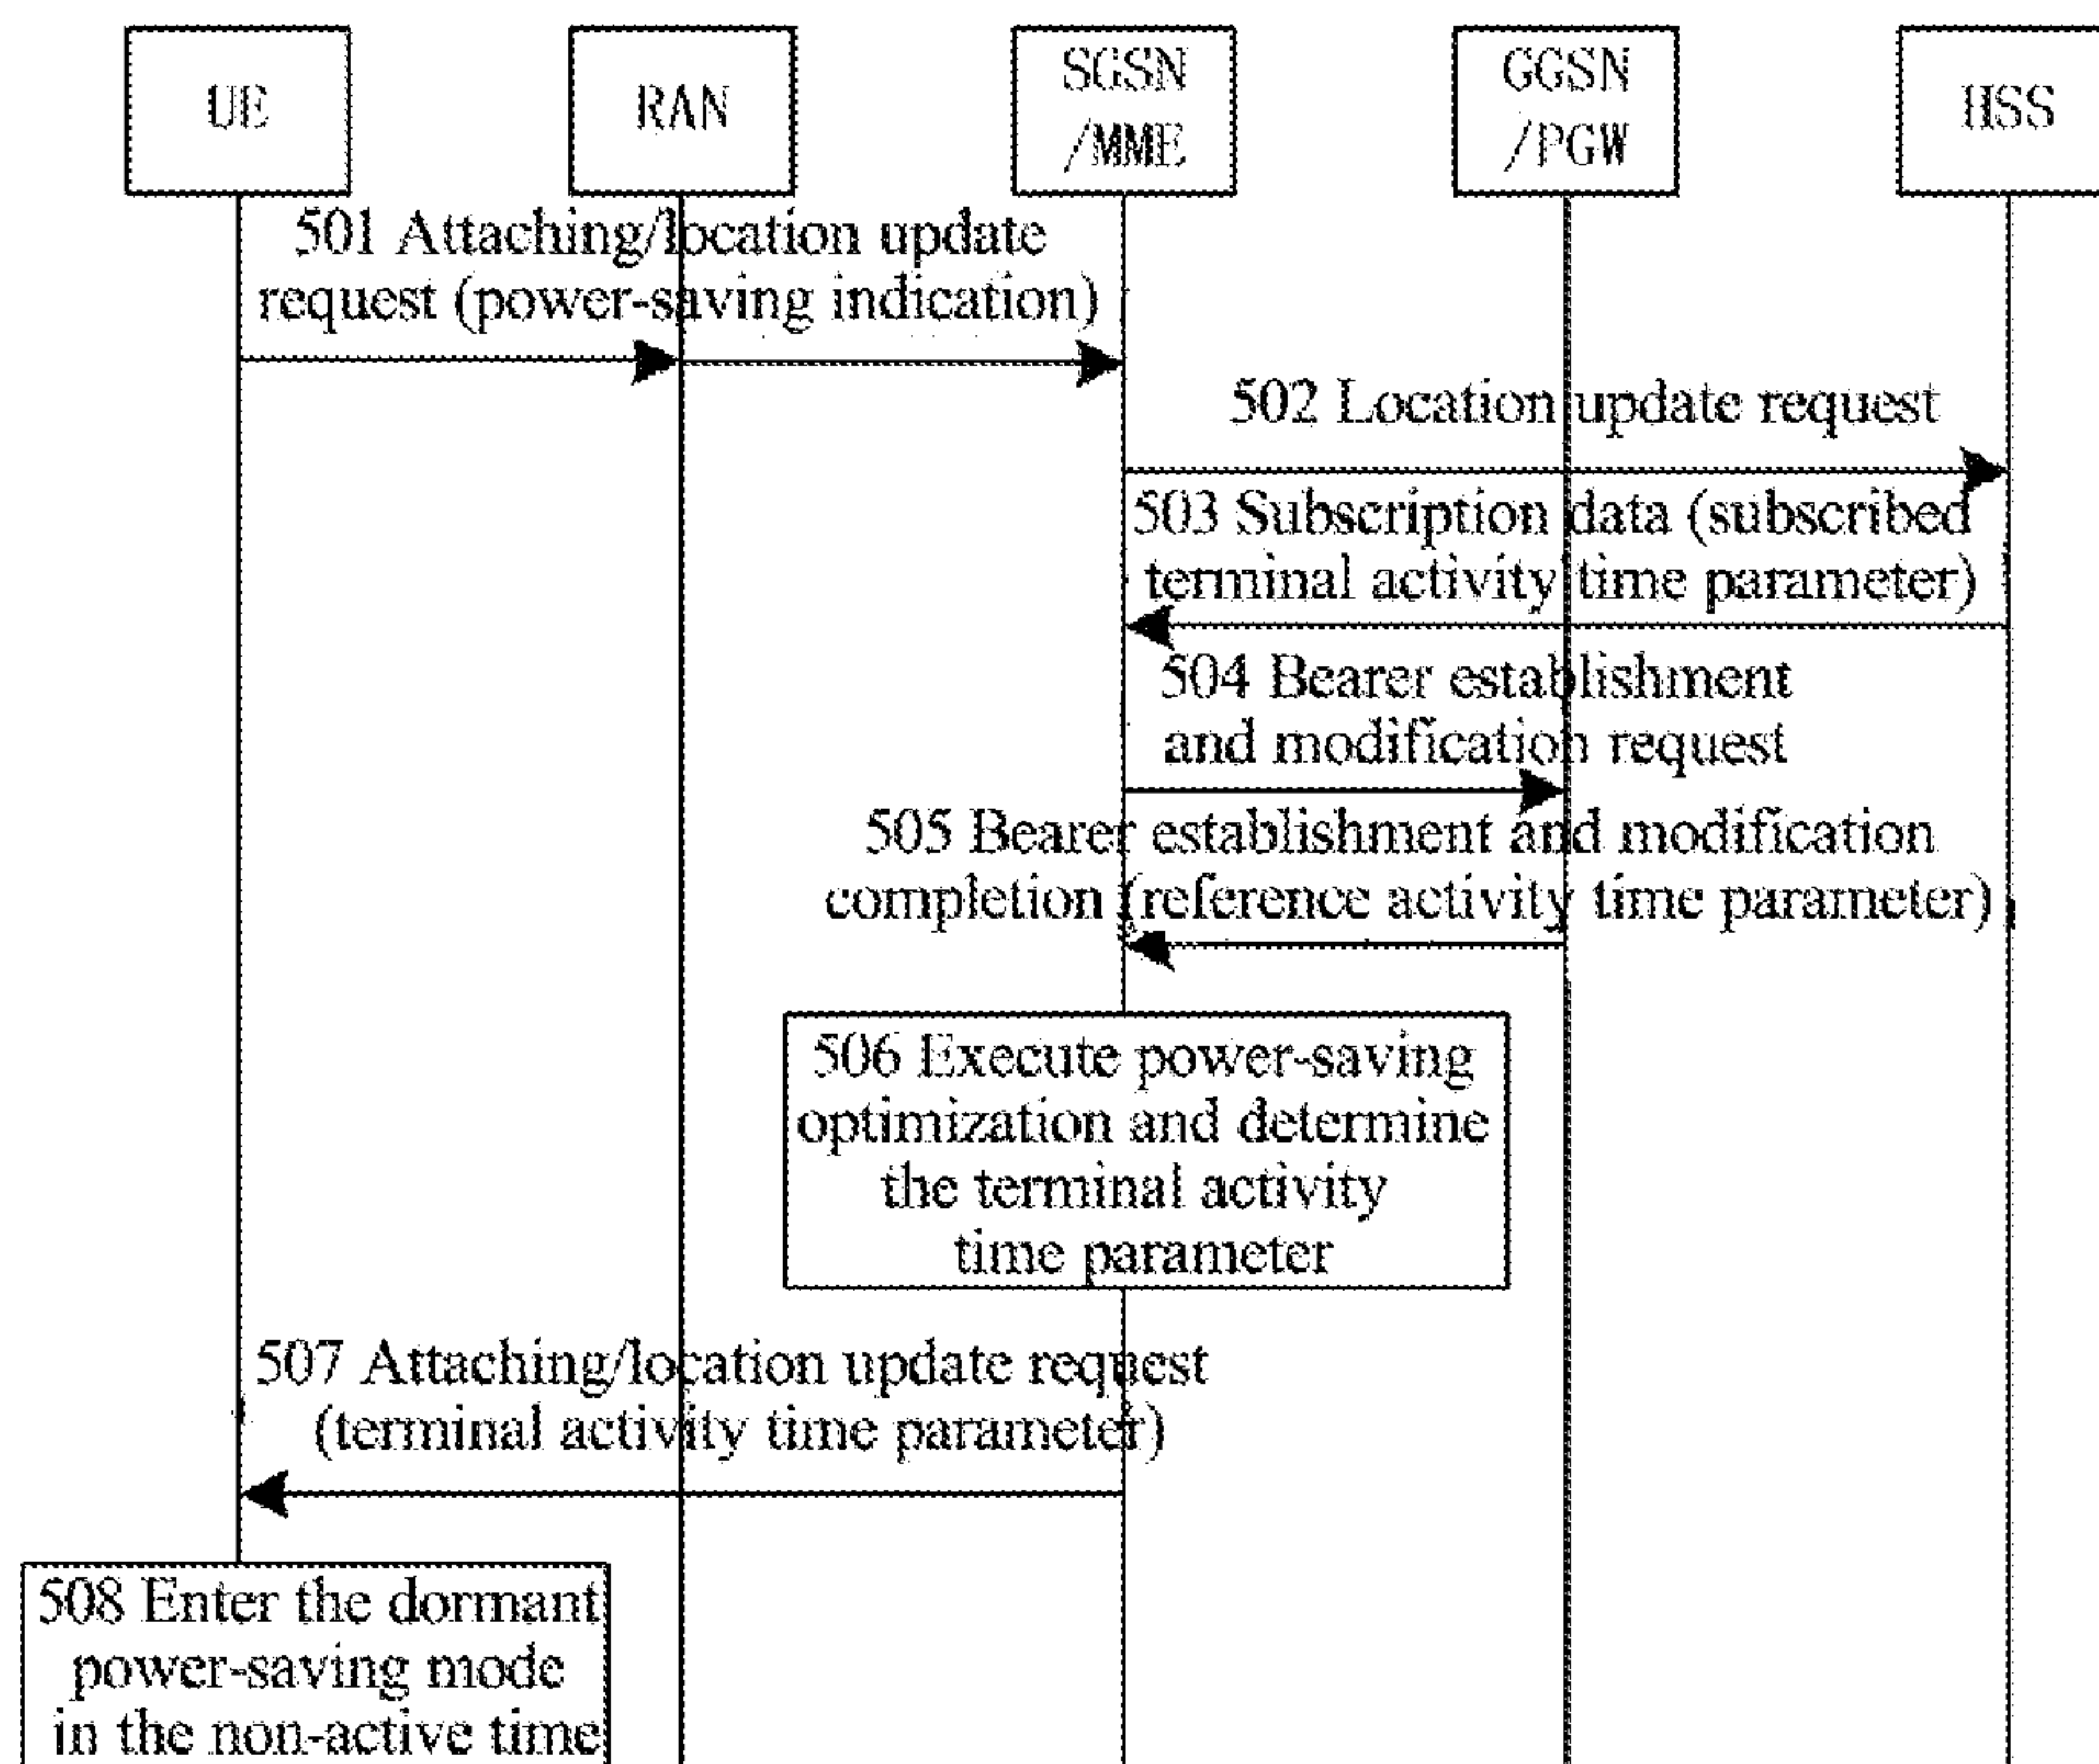 UE
RAN
SGSN
/MME
GGSN
/PGW
HSS
501 Attaching/location update
request (power-saving indication)
502 Location update request
503 Subscription data (subscribed
terminal activity time parameter)
504 Bearer establishment
and modification request
505 Bearer establishment and modification
completion (reference activity time parameter)
506 Execute power-saving
optimization and determine
the terminal activity
time parameter
507 Attaching/location update request
(terminal activity time parameter)
508 Enter the dormant
power-saving mode
in the non-active time